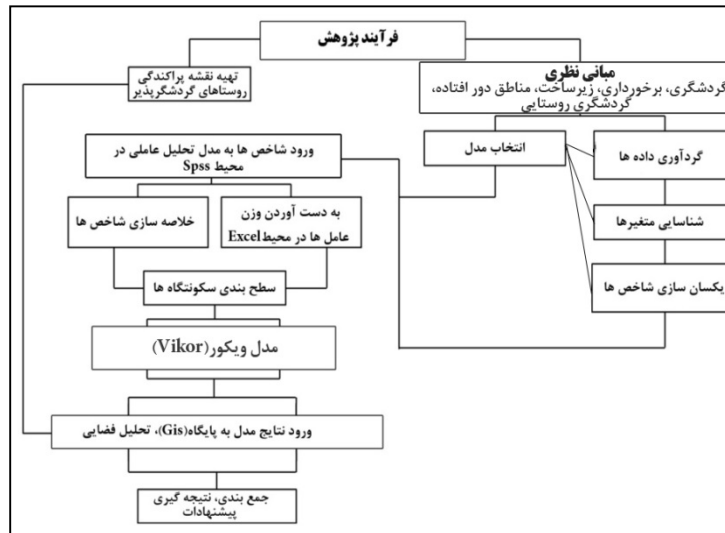 فرآیند پژوهش
مبانی نظری
گردشگری، برخورداری، زیرساخت، مناطق دور افتاده،
گردشگری روستایی
تهیه نقشه پراکندگی
روستاهای گردشگرپذیر
انتخاب مدل
گردآوری داده ها
شناسایی متغیرها
یکسان سازی شاخص ها
ورود شاخص ها به مدل تحلیل عاملی در
محیط Spss
به دست آوردن وزن
عامل ها در محیط Excel
خلاصه سازی شاخص ها
سطح بندی سکونتگاه ها
مدل ویکور(Vikor)
ورود نتایج مدل به پایگاه(Gis)، تحلیل فضایی
جمع بندی، نتیجه گیری
پیشنهادات